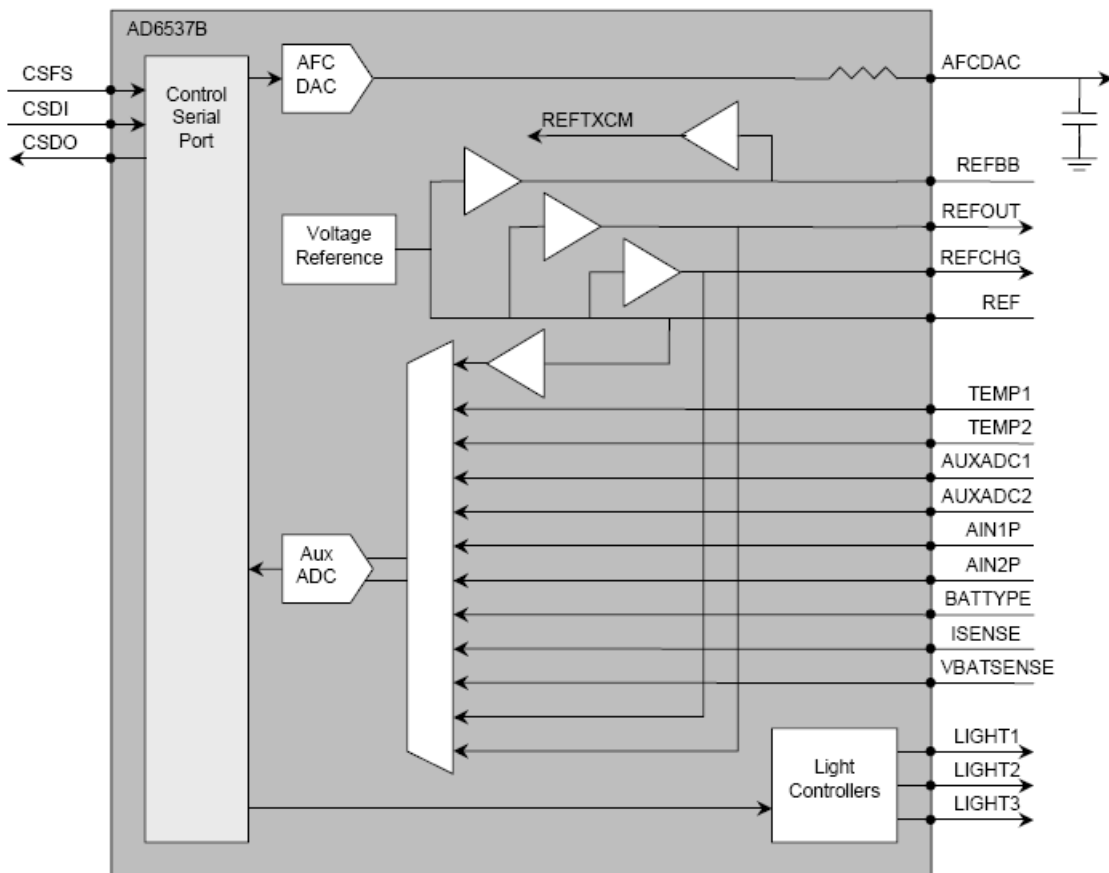 AD6537B
CSFS
CSDI
CSDO
Control
Serial
Port
AFC
DAC
AFCDAC
REFTXCM
REFBB
Voltage
Reference
REFOUT
REFCHG
REF
TEMP1
TEMP2
AUXADC1
AUXADC2
AIN1P
Aux
ADC
AIN2P
BATTYPE
ISENSE
VBATSENSE
Light
Controllers
LIGHT1
LIGHT2
LIGHT3